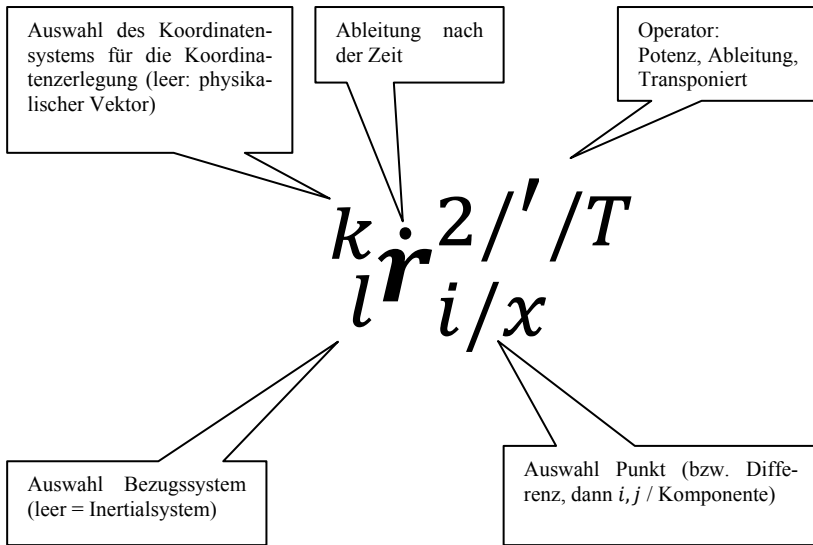 Auswahl des Koordinaten-
systems für die Koordina-
tenzerlegung (leer: physika-
lischer Vektor)
Ableitung nach
der Zeit
Operator:
Potenz, Ableitung,
Transponiert
k ṙ 2/′/T
l i/x
Auswahl Bezugssystem
(leer = Inertialsystem)
Auswahl Punkt (bzw. Diffe-
renz, dann i, j / Komponente)